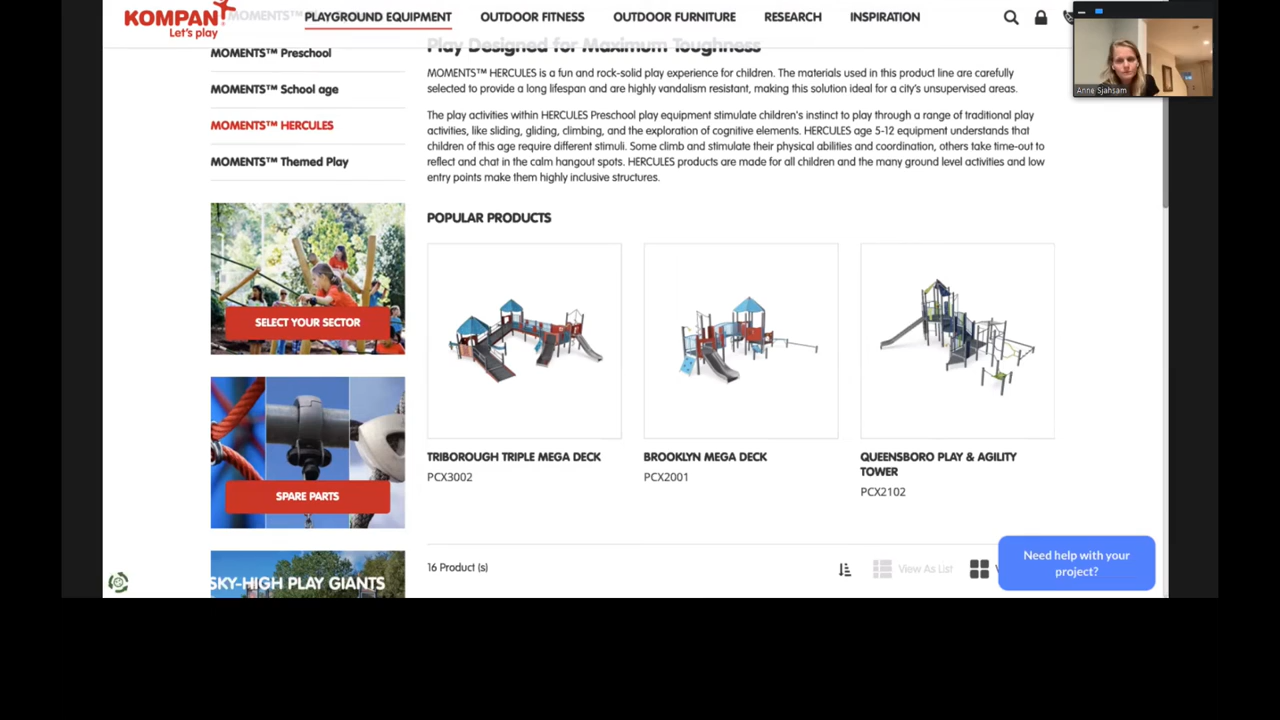 KOMPAN
Let's play
PLAYGROUND EQUIPMENT
OUTDOOR FITNESS
OUTDOOR FURNITURE
RESEARCH
INSPIRATION
Anne Sjahsam
MOMENTS™ Preschool
MOMENTS™ School age
MOMENTS™ HERCULES
MOMENTS™ Themed Play
SELECT YOUR SECTOR
SPARE PARTS
SKY-HIGH PLAY GIANTS
Play Designed for Maximum Toughness
MOMENTS™ HERCULES is a fun and rock-solid play experience for children. The materials used in this product line are carefully
selected to provide a long lifespan and are highly vandalism resistant, making this solution ideal for a city's unsupervised areas.
The play activities within HERCULES Preschool play equipment stimulate children's instinct to play through a range of traditional play
activities, like sliding, gliding, climbing, and the exploration of cognitive elements. HERCULES age 5-12 equipment understands that
children of this age require different stimuli. Some climb and stimulate their physical abilities and coordination, others take time-out to
reflect and chat in the calm hangout spots. HERCULES products are made for all children and the many ground level activities and low
entry points make them highly inclusive structures.
POPULAR PRODUCTS
TRIBOROUGH TRIPLE MEGA DECK
PCX3002
BROOKLYN MEGA DECK
PCX2001
QUEENSBORO PLAY & AGILITY
TOWER
PCX2102
16 Product (s)
View As List
Need help with your
project?